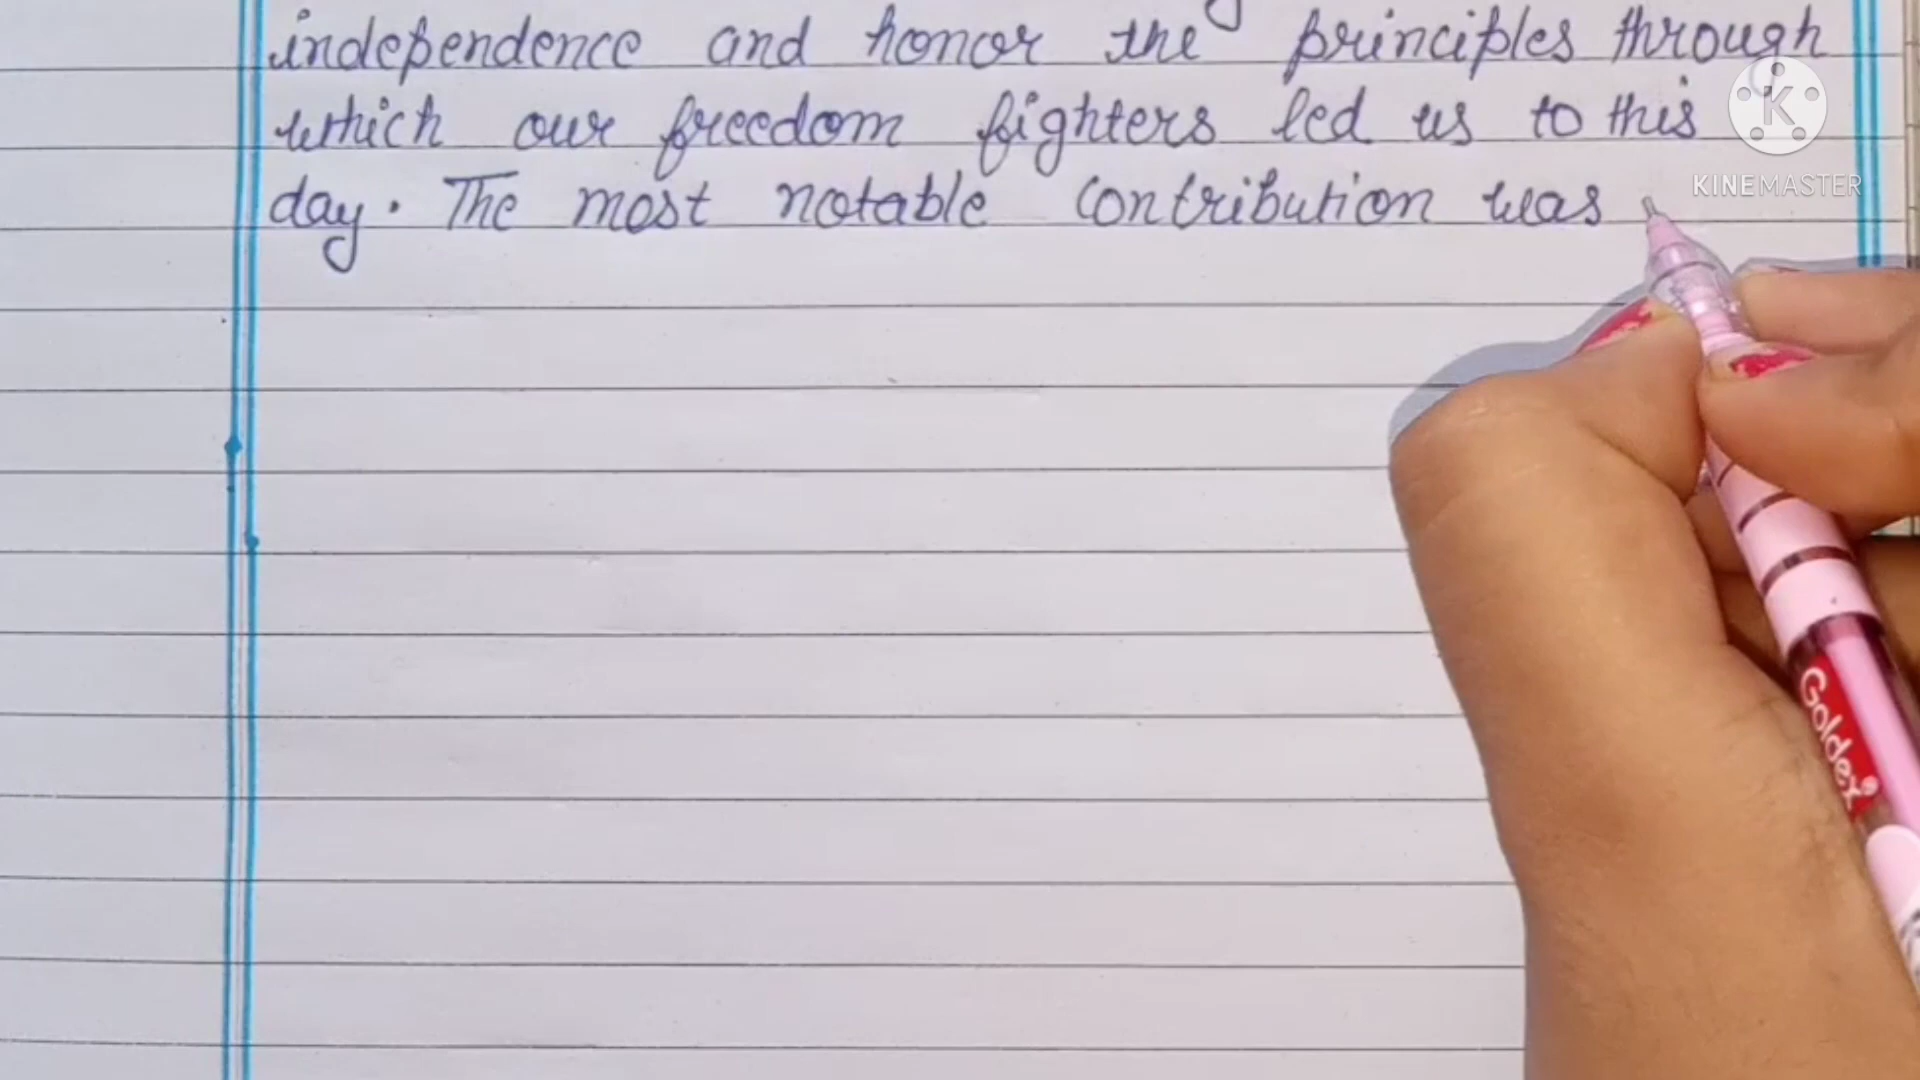 independence and honor the principles through
which our freedom fighters led us to this
day. The most notable contribution was
K
KINEMASTER
Goldex